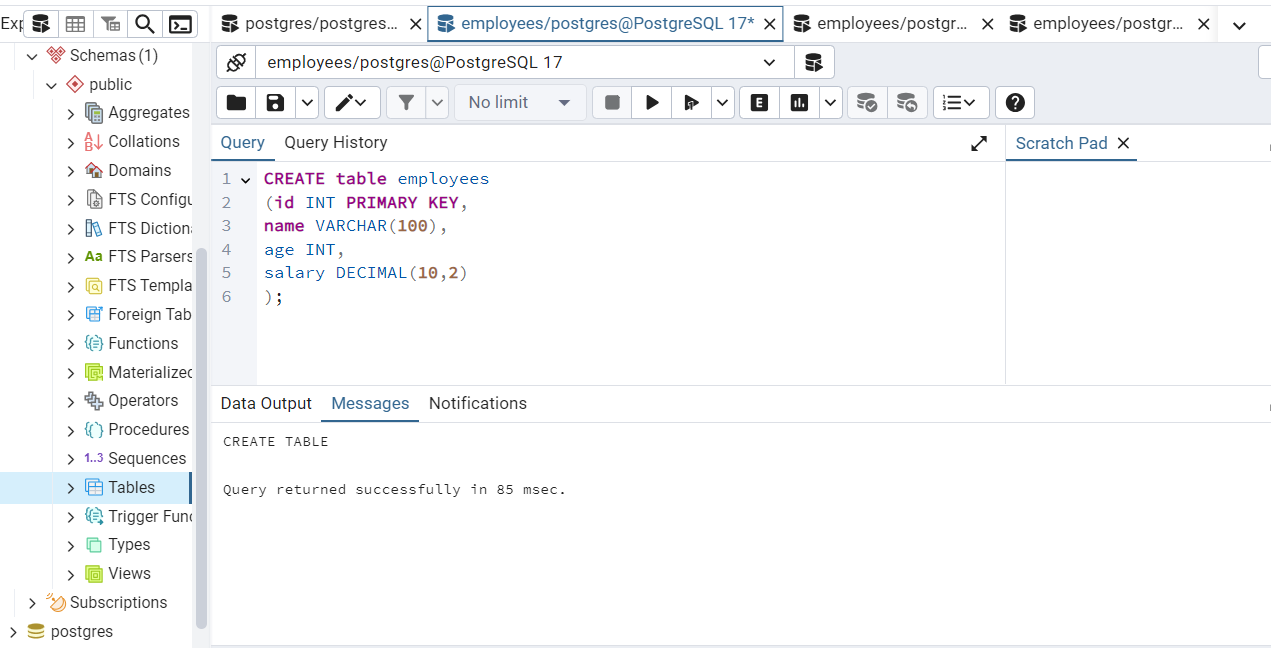 Exp
postgres/postgres...
employees/postgres@PostgreSQL 17*
employees/postgr...
employees/postgr...
Schemas (1)
public
Aggregates
Collations
Domains
FTS Configu
FTS Diction
FTS Parsers
FTS Templa
Foreign Tab
Functions
Materialized
Operators
Procedures
1..3 Sequences
Tables
Trigger Func
Types
Views
Subscriptions
postgres
employees/postgres@PostgreSQL 17
No limit
E
Query
Query History
Scratch Pad
1 CREATE table employees
2 (id INT PRIMARY KEY,
3 name VARCHAR(100),
4 age INT,
5 salary DECIMAL(10,2)
6 );
Data Output
Messages
Notifications
CREATE TABLE
Query returned successfully in 85 msec.